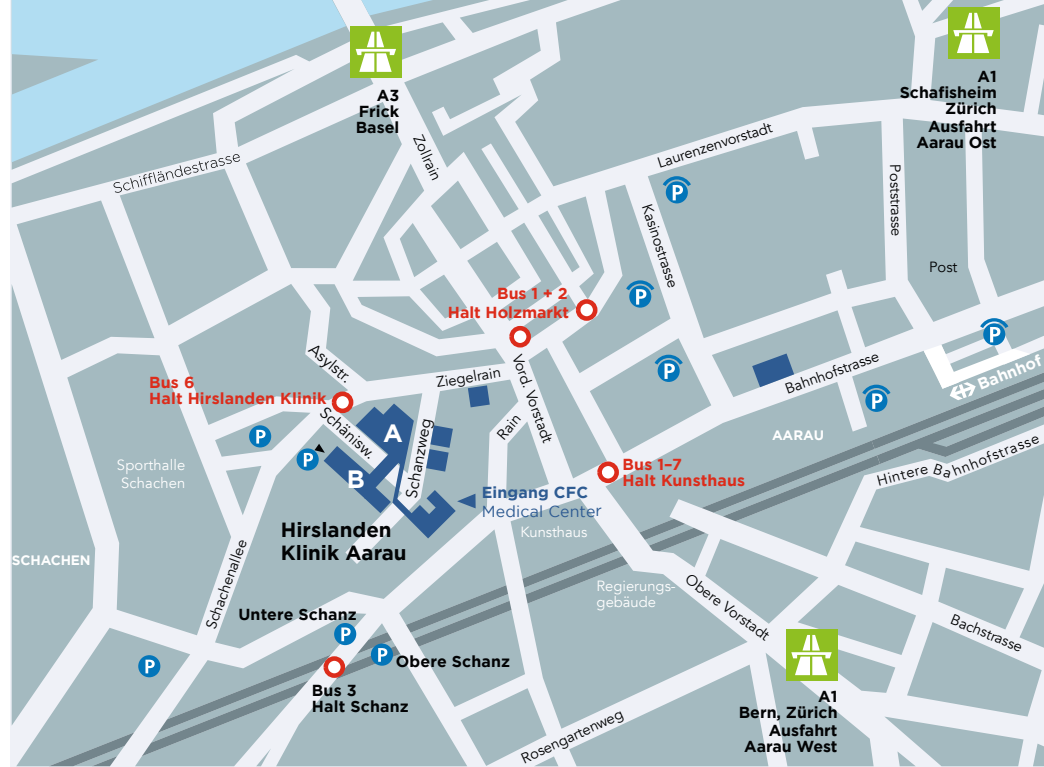 A3
Frick
Basel
A1
Schafisheim
Zürich
Ausfahrt
Aarau Ost
Zollrain
Schiffländestrasse
Laurenzenvorstadt
P
Poststrasse
Kasinostrasse
Post
Bus 1 + 2
Halt Holzmarkt
P
P
Asylstr.
Ziegelrain
Vord. Vorstadt
P
Bahnhofstrasse
Bahnhof
Bus 6
Halt Hirslanden Klinik
P
Schänisw.
A
Schanzweg
Rain
AARAU
P
P
B
Sporthalle
Schachen
Bus 1–7
Halt Kunsthaus
Hintere Bahnhofstrasse
Eingang CFC
Medical Center
Kunsthaus
Hirslanden
Klinik Aarau
SCHACHEN
Schachenallee
Regierungs-
gebäude
Obere Vorstadt
Bachstrasse
Untere Schanz
P
P
Obere Schanz
P
Bus 3
Halt Schanz
A1
Bern, Zürich
Ausfahrt
Aarau West
Rosengartenweg